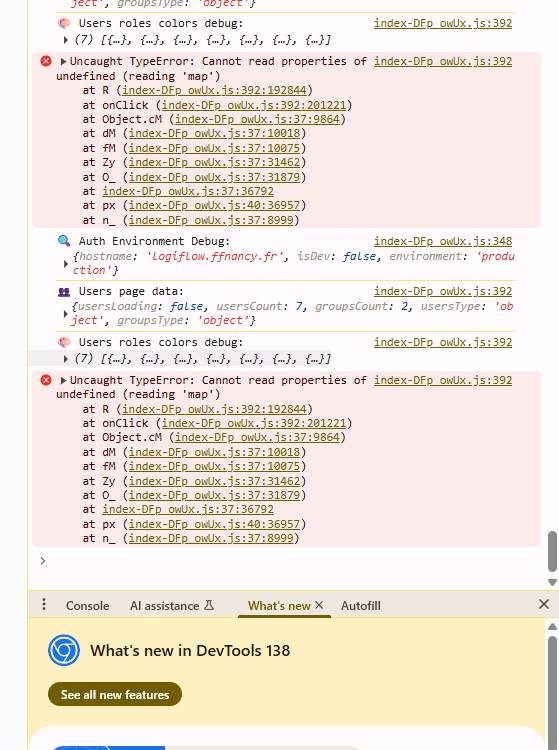 ject', groupsType: 'object'}
Users roles colors debug: index-DFp_owUx.js:392
(7) [{…}, {…}, {…}, {…}, {…}, {…}, {…}]
Uncaught TypeError: Cannot read properties of index-DFp_owUx.js:392
undefined (reading 'map')
at R (index-DFp_owUx.js:392:192844)
at onClick (index-DFp_owUx.js:392:201221)
at Object.cM (index-DFp_owUx.js:37:9864)
at dM (index-DFp_owUx.js:37:10018)
at fM (index-DFp_owUx.js:37:10075)
at Zy (index-DFp_owUx.js:37:31462)
at O_ (index-DFp_owUx.js:37:31879)
at index-DFp_owUx.js:37:36792
at px (index-DFp_owUx.js:40:36957)
at n_ (index-DFp_owUx.js:37:8999)
Auth Environment Debug: index-DFp_owUx.js:348
{hostname: 'logiflow.ffnancy.fr', isDev: false, environment: 'produ
ction'}
Users page data: index-DFp_owUx.js:392
{usersLoading: false, usersCount: 7, groupsCount: 2, usersType: 'ob
ject', groupsType: 'object'}
Users roles colors debug: index-DFp_owUx.js:392
(7) [{…}, {…}, {…}, {…}, {…}, {…}, {…}]
Uncaught TypeError: Cannot read properties of index-DFp_owUx.js:392
undefined (reading 'map')
at R (index-DFp_owUx.js:392:192844)
at onClick (index-DFp_owUx.js:392:201221)
at Object.cM (index-DFp_owUx.js:37:9864)
at dM (index-DFp_owUx.js:37:10018)
at fM (index-DFp_owUx.js:37:10075)
at Zy (index-DFp_owUx.js:37:31462)
at O_ (index-DFp_owUx.js:37:31879)
at index-DFp_owUx.js:37:36792
at px (index-DFp_owUx.js:40:36957)
at n_ (index-DFp_owUx.js:37:8999)
Console AI assistance What's new Autofill
What's new in DevTools 138
See all new features